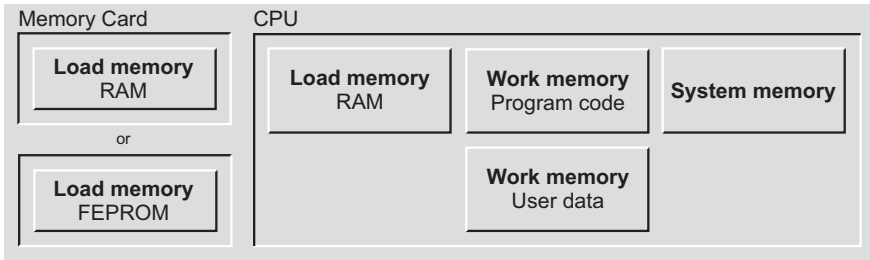 Memory Card
Load memory
RAM
or
Load memory
FEPROM
CPU
Load memory
RAM
Work memory
Program code
System memory
Work memory
User data